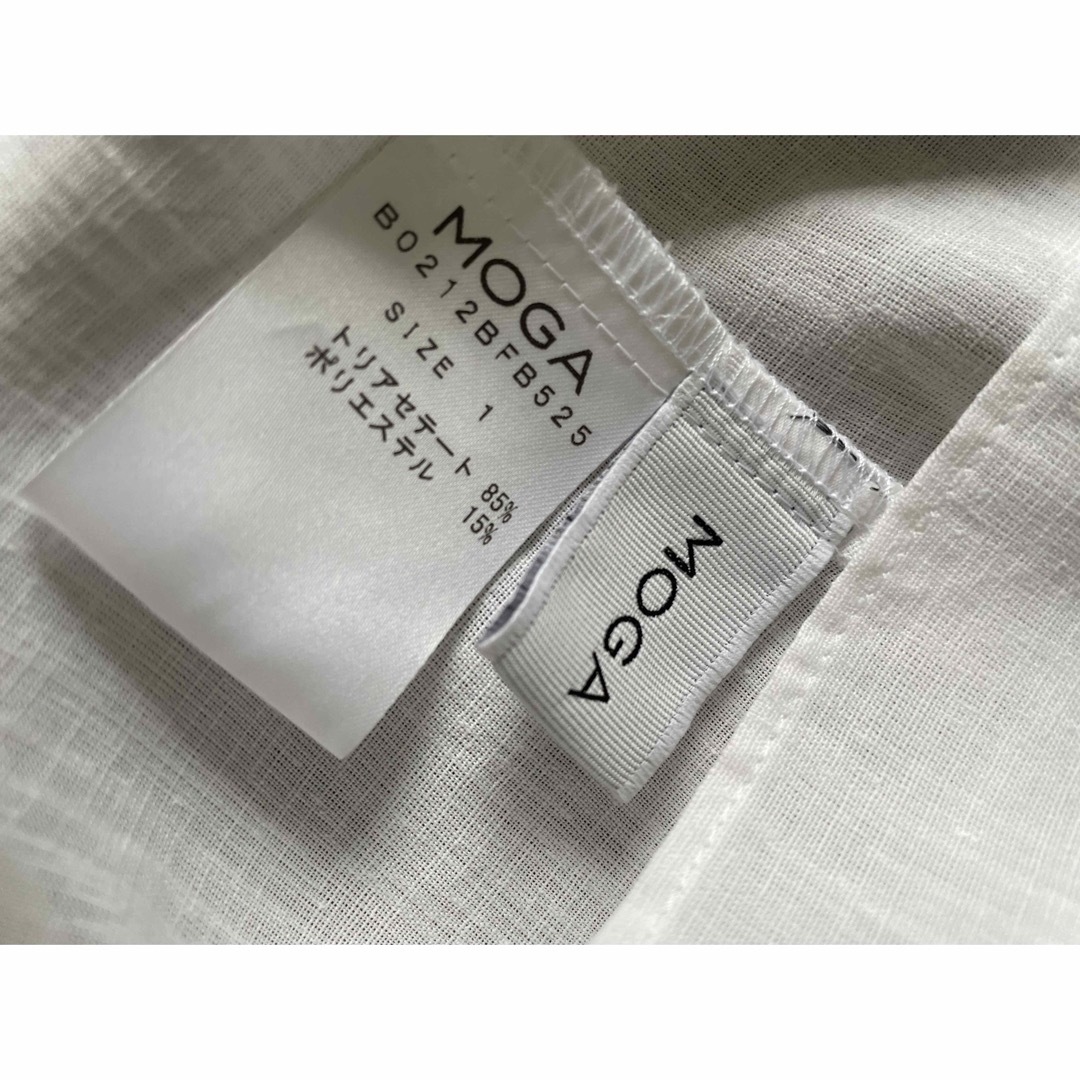 MOGA
B0212BFB525
SIZE 1
トリアセテート 85%
ポリエステル 15%
MOGA